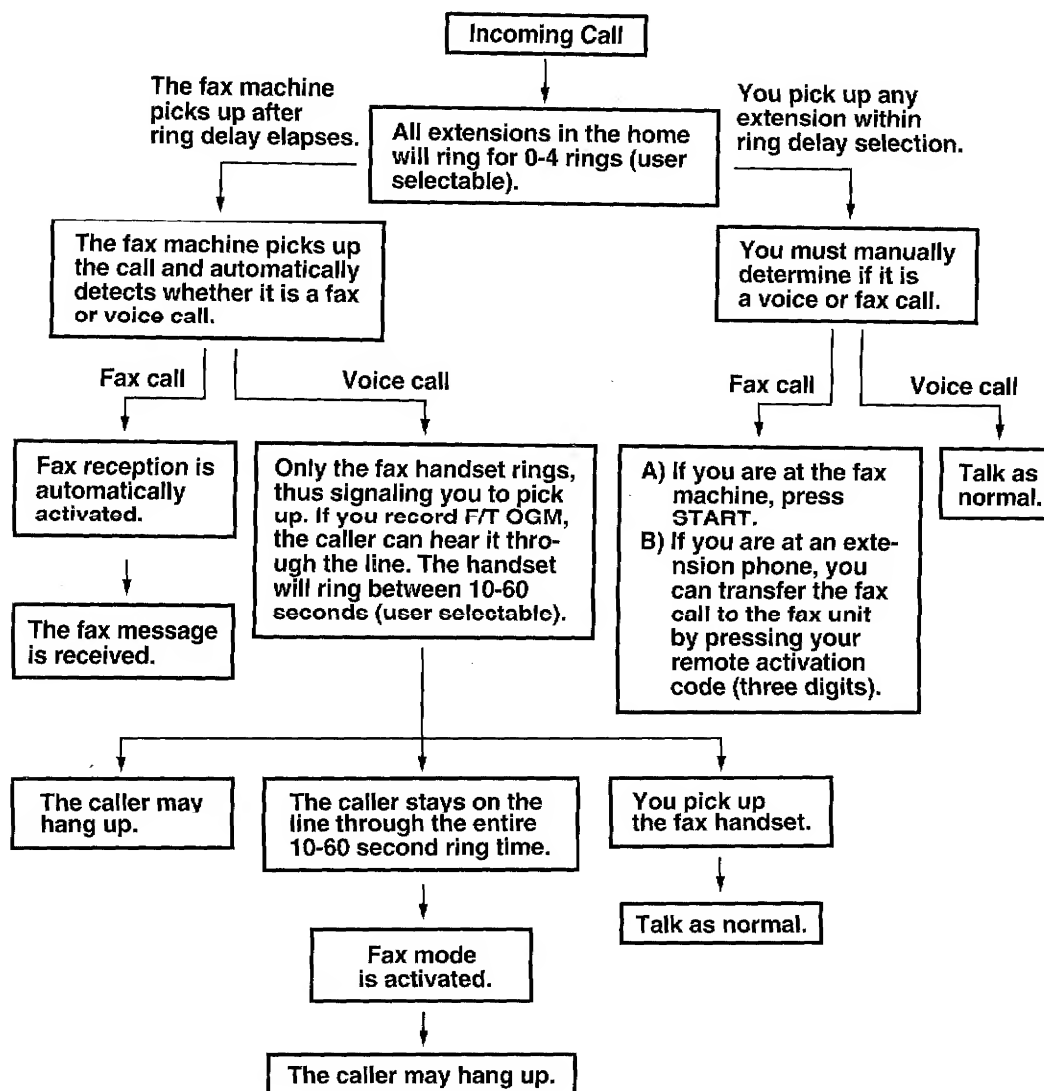 Incoming Call
The fax machine
picks up after
ring delay elapses.
You pick up any
extension within
ring delay selection.
All extensions in the home
will ring for 0-4 rings (user
selectable).
The fax machine picks up
the call and automatically
detects whether it is a fax
or voice call.
You must manually
determine if it is
a voice or fax call.
Fax call
Voice call
Fax call
Voice call
Fax reception is
automatically
activated.
Only the fax handset rings,
thus signaling you to pick
up. If you record F/T OGM,
the caller can hear it thro-
ugh the line. The handset
will ring between 10-60
seconds (user selectable).
A) If you are at the fax
machine, press
START.
B) If you are at an exte-
nsion phone, you
can transfer the fax
call to the fax unit
by pressing your
remote activation
code (three digits).
Talk as
normal.
The fax message
is received.
The caller may
hang up.
The caller stays on the
line through the entire
10-60 second ring time.
You pick up
the fax handset.
Talk as normal.
Fax mode
is activated.
The caller may hang up.